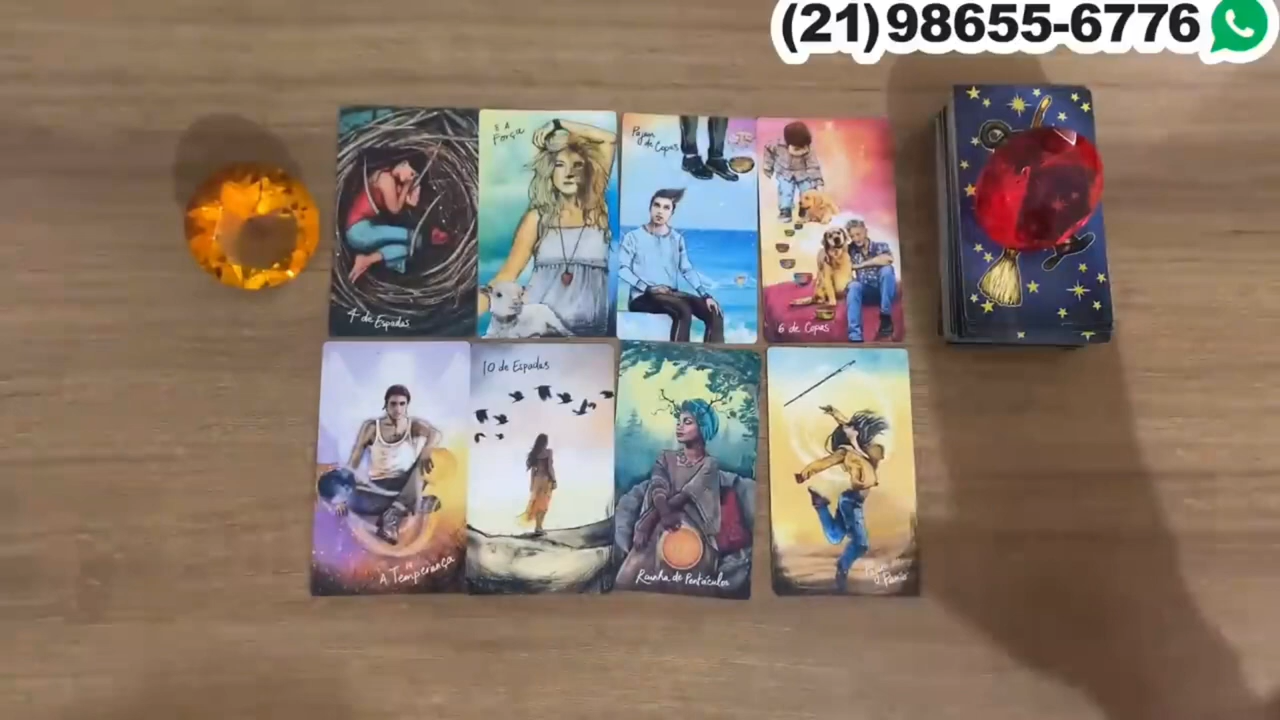 (21)98655-6776
E A
Força
Pajem
de Copas
4 de Espadas
6 de Copas
10 de Espadas
A Temperança
Rainha de Pentáculos